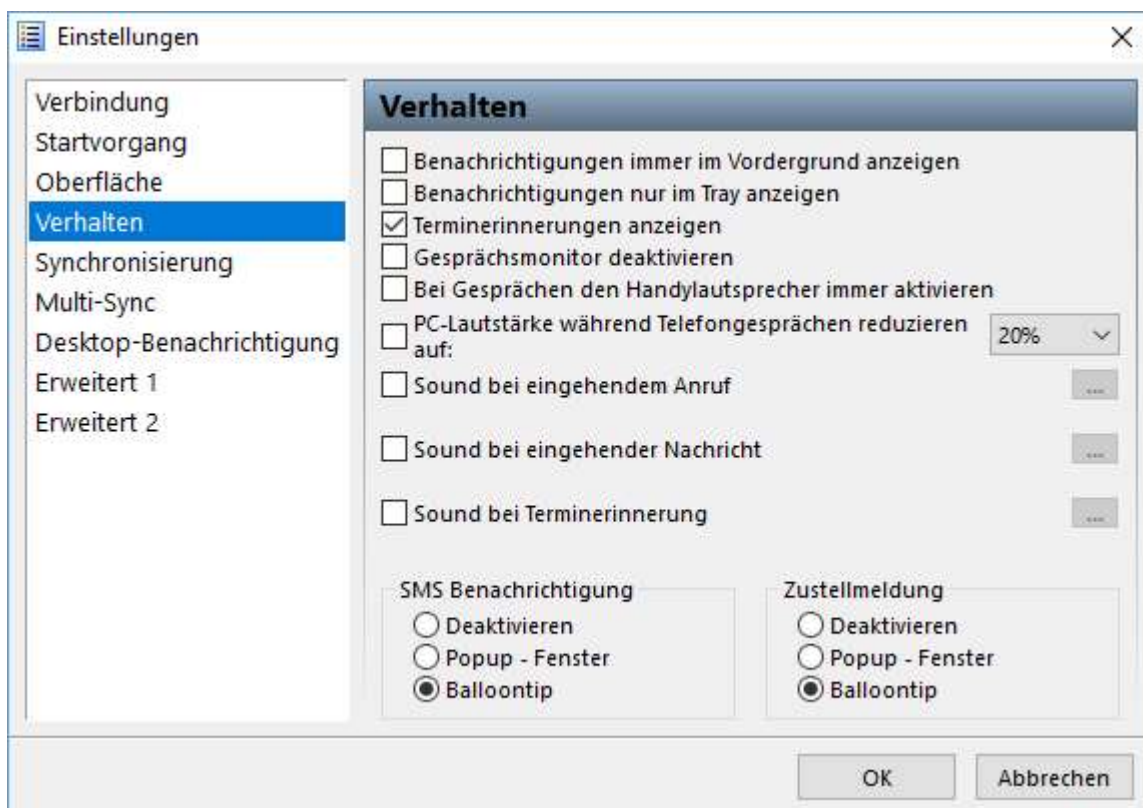 Einstellungen
Verbindung
Startvorgang
Oberfläche
Verhalten
Synchronisierung
Multi-Sync
Desktop-Benachrichtigung
Erweitert 1
Erweitert 2
Verhalten
Benachrichtigungen immer im Vordergrund anzeigen
Benachrichtigungen nur im Tray anzeigen
Terminerinnerungen anzeigen
Gesprächsmonitor deaktivieren
Bei Gesprächen den Handylautsprecher immer aktivieren
PC-Lautstärke während Telefongesprächen reduzieren
auf:
20%
Sound bei eingehendem Anruf
...
Sound bei eingehender Nachricht
...
Sound bei Terminerinnerung
...
SMS Benachrichtigung
Deaktivieren
Popup - Fenster
Balloontip
Zustellmeldung
Deaktivieren
Popup - Fenster
Balloontip
OK
Abbrechen